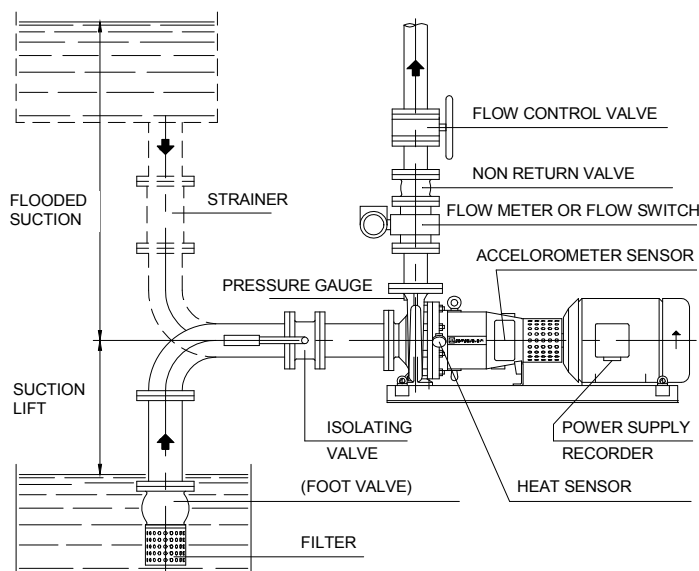 FLOW CONTROL VALVE
NON RETURN VALVE
FLOODED
SUCTION
STRAINER
FLOW METER OR FLOW SWITCH
ACCELOROMETER SENSOR
PRESSURE GAUGE
SUCTION
LIFT
ISOLATING
VALVE
POWER SUPPLY
RECORDER
(FOOT VALVE)
HEAT SENSOR
FILTER